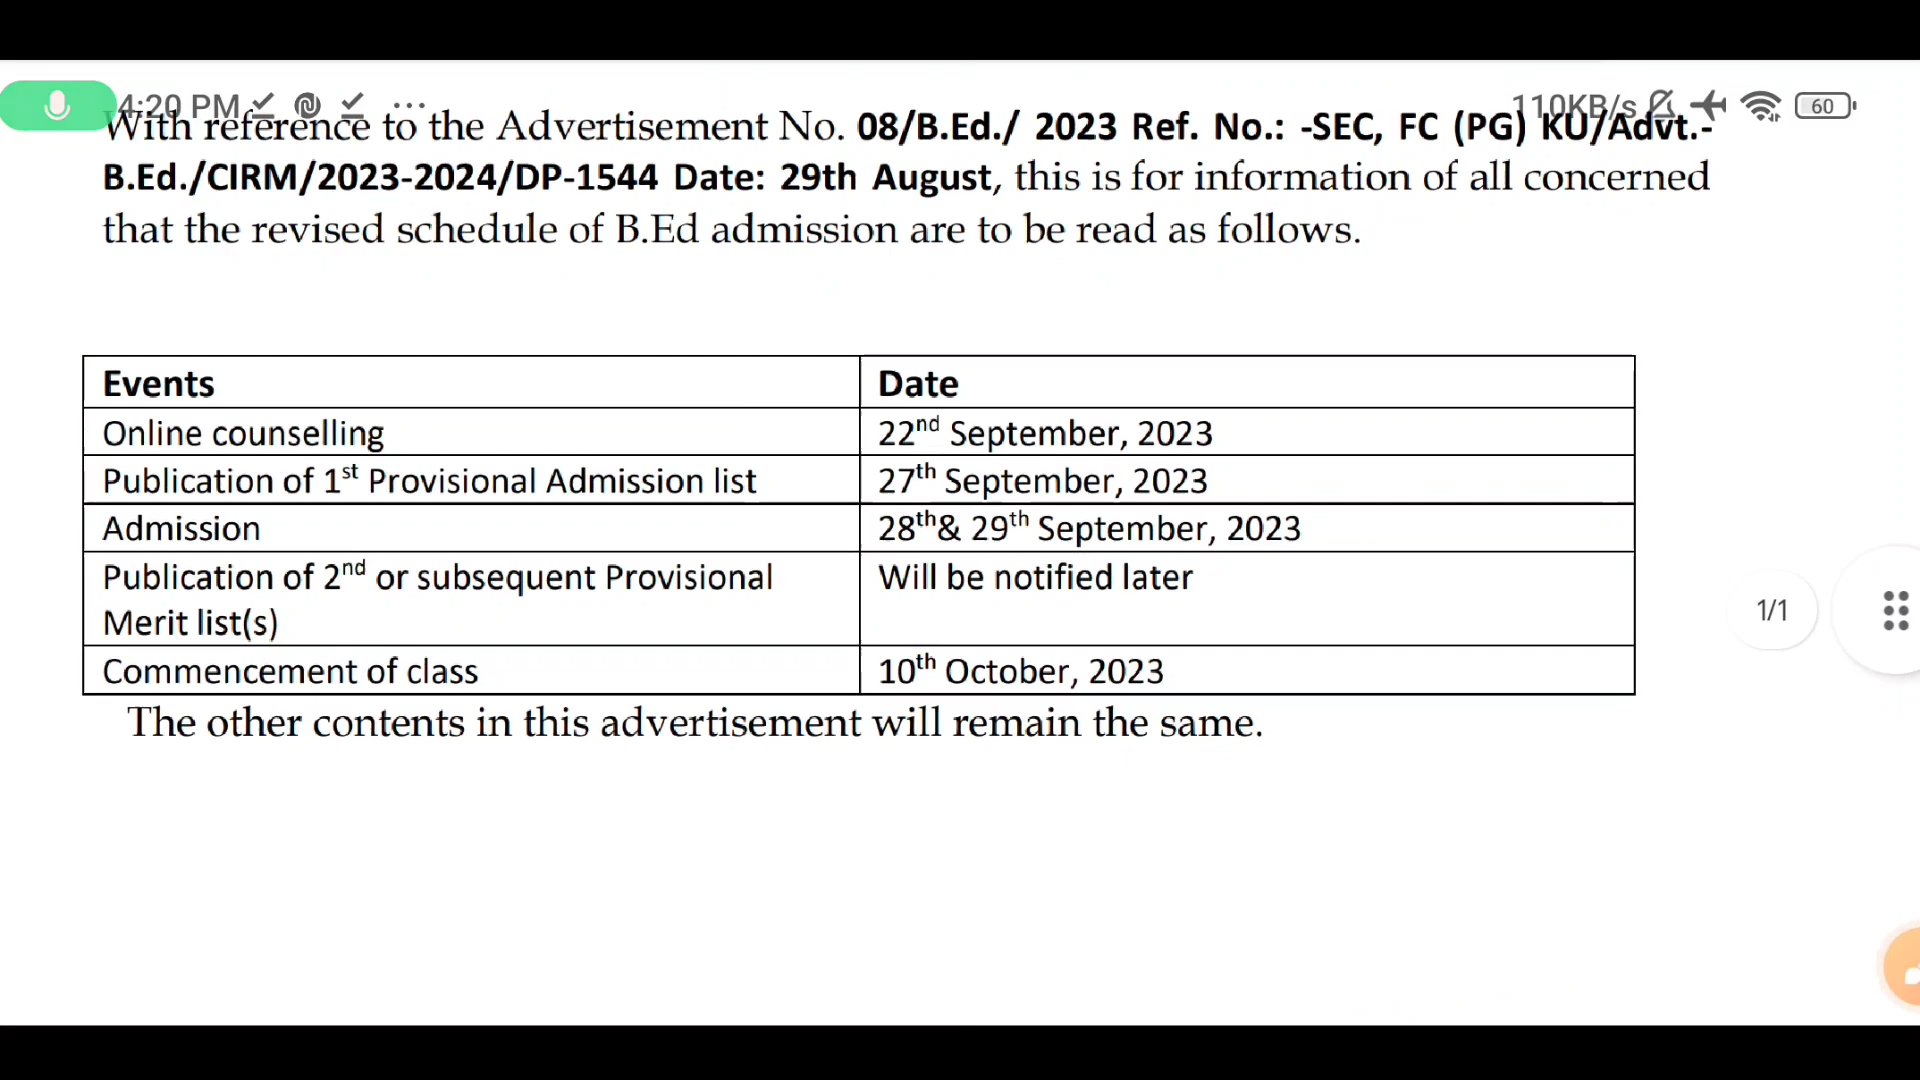 4:20 PM ... 110KB/s 60
With reference to the Advertisement No. 08/B.Ed./ 2023 Ref. No.: -SEC, FC (PG) KU/Advt.-
B.Ed./CIRM/2023-2024/DP-1544 Date: 29th August, this is for information of all concerned
that the revised schedule of B.Ed admission are to be read as follows.
Events Date
Online counselling 22nd September, 2023
Publication of 1st Provisional Admission list 27th September, 2023
Admission 28th& 29th September, 2023
Publication of 2nd or subsequent Provisional Will be notified later
Merit list(s)
1/1
Commencement of class 10th October, 2023
The other contents in this advertisement will remain the same.